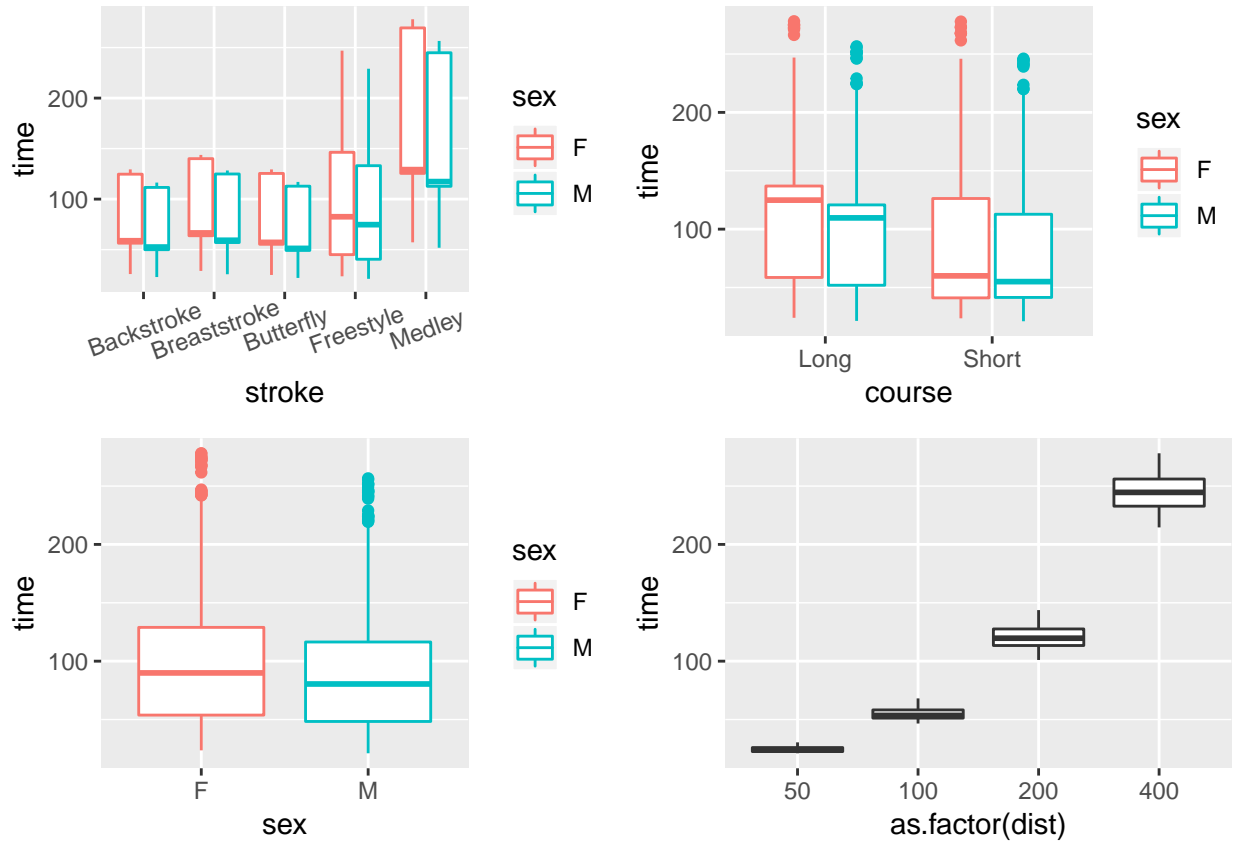 time
200
100
Backstroke
Breaststroke
Butterfly
Freestyle
Medley
stroke
sex
F
M
time
200
100
Long
Short
course
sex
F
M
time
200
100
F
M
sex
sex
F
M
time
200
100
50
100
200
400
as.factor(dist)